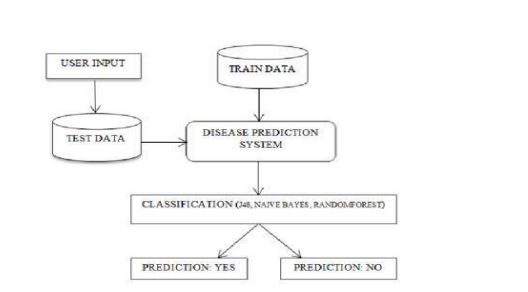 USER INPUT
TRAIN DATA
TEST DATA
DISEASE PREDICTION
SYSTEM
CLASSIFICATION (J48, NAIVE BAYES, RANDOMFOREST)
PREDICTION: YES
PREDICTION: NO